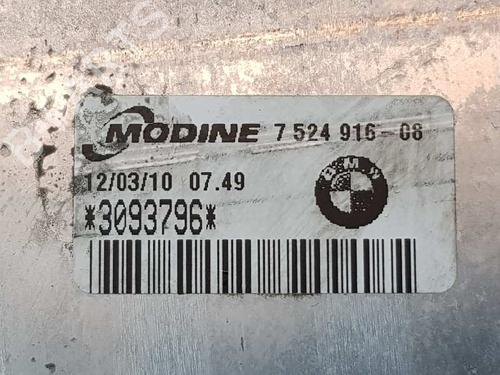 MODINE 7 524 916-08
12/03/10 07.49
BMW
*3093796*